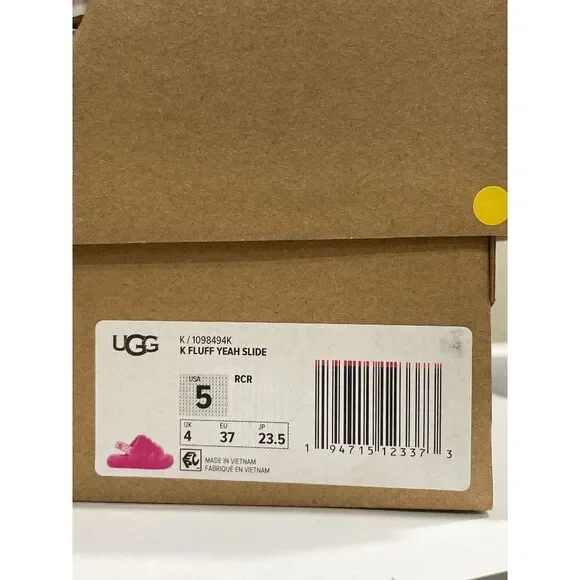 UGG
K / 1098494K
K FLUFF YEAH SLIDE
USA
5
RCR
UK EU JP
4 37 23.5
MADE IN VIETNAM
FABRIQUÉ EN VIETNAM
1 94715 12337 3